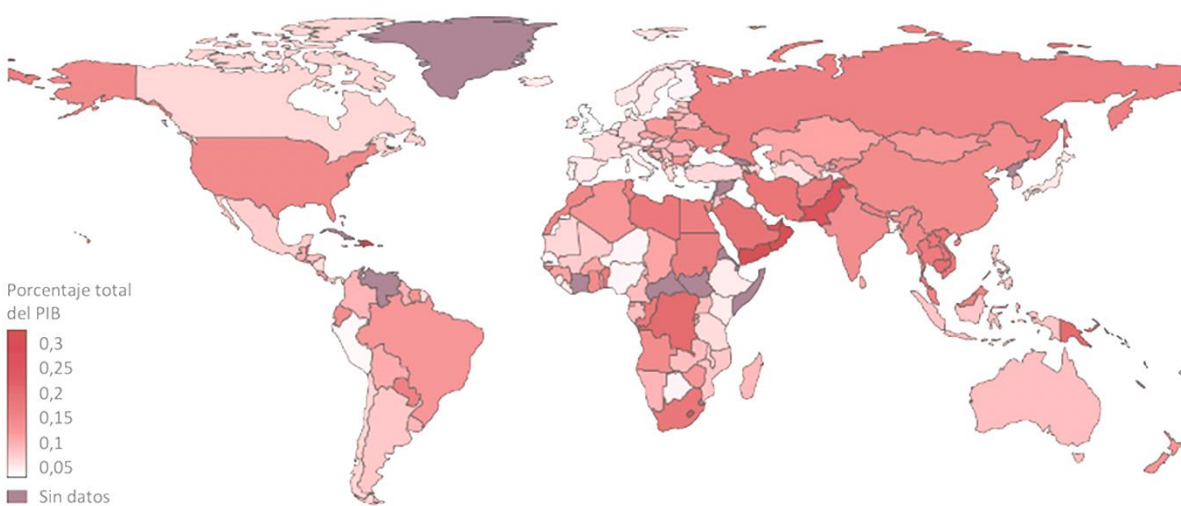 Porcentaje total
del PIB
0,3
0,25
0,2
0,15
0,1
0,05
Sin datos